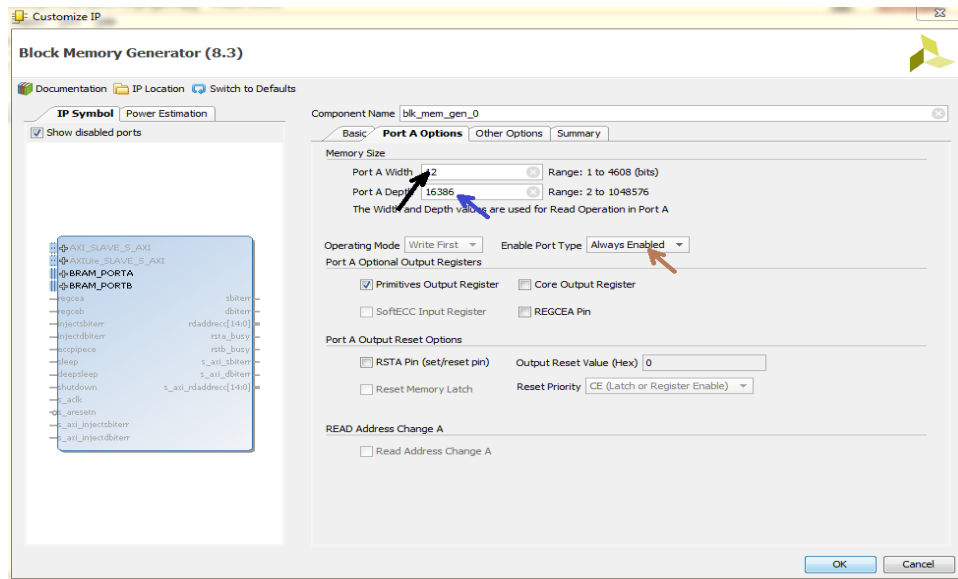 Customize IP
Block Memory Generator (8.3)
Documentation IP Location Switch to Defaults
IP Symbol Power Estimation
Show disabled ports
AXI_SLAVE_S_AXI
AXILite_SLAVE_S_AXI
BRAM_PORTA
BRAM_PORTB
regcea sbiterr
regceb dbiterr
injectsbiterr rdaddrecc[14:0]
injectdbiterr rsta_busy
eccpipece rstb_busy
sleep s_axi_sbiterr
deepsleep s_axi_dbiterr
shutdown s_axi_rdaddrecc[14:0]
s_aclk
s_aresetn
s_axi_injectsbiterr
s_axi_injectdbiterr
Component Name blk_mem_gen_0
Basic Port A Options Other Options Summary
Memory Size
Port A Width 12 Range: 1 to 4608 (bits)
Port A Depth 16386 Range: 2 to 1048576
The Width and Depth values are used for Read Operation in Port A
Operating Mode Write First Enable Port Type Always Enabled
Port A Optional Output Registers
Primitives Output Register Core Output Register
SoftECC Input Register REGCEA Pin
Port A Output Reset Options
RSTA Pin (set/reset pin) Output Reset Value (Hex) 0
Reset Memory Latch Reset Priority CE (Latch or Register Enable)
READ Address Change A
Read Address Change A
OK Cancel